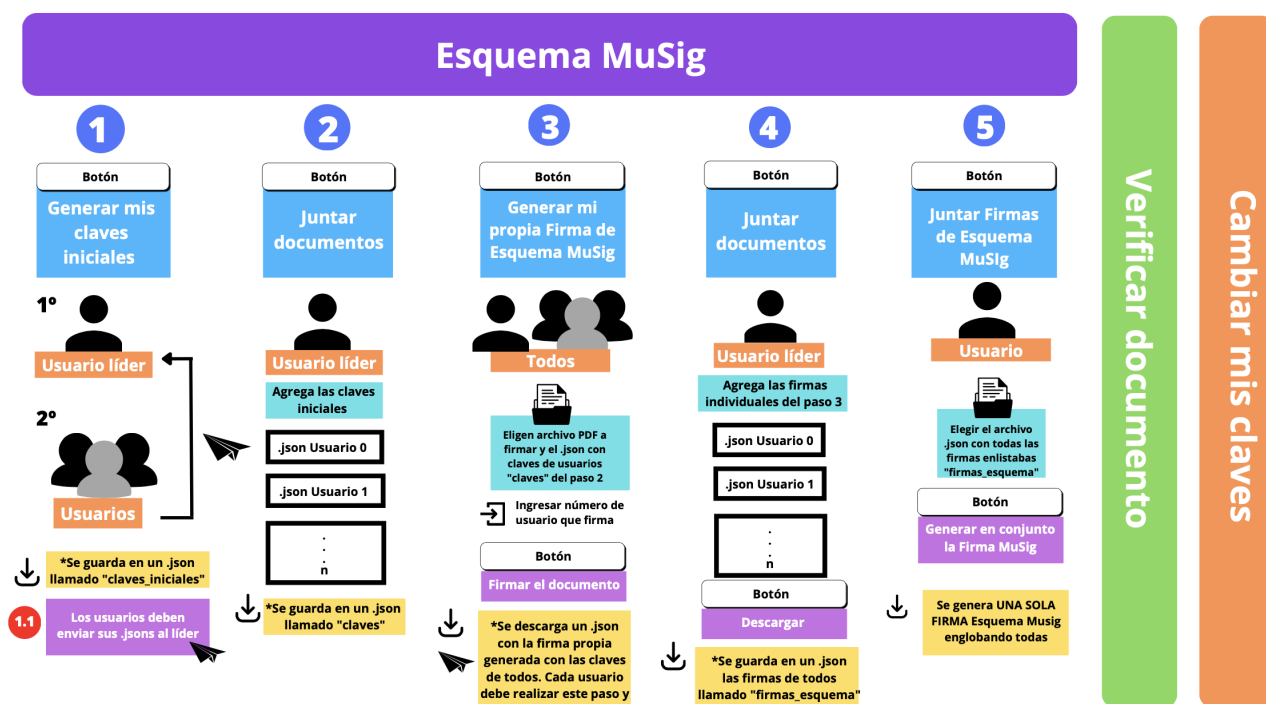 Esquema MuSig
1
Botón
Generar mis
claves
iniciales
1º
Usuario líder
2º
Usuarios
*Se guarda en un .json
llamado "claves_iniciales"
1.1
Los usuarios deben
enviar sus .jsons al líder
2
Botón
Juntar
documentos
Usuario líder
Agrega las claves
iniciales
.json Usuario 0
.json Usuario 1
.
.
.
n
*Se guarda en un .json
llamado "claves"
3
Botón
Generar mi
propia Firma de
Esquema MuSig
Todos
Eligen archivo PDF a
firmar y el .json con
claves de usuarios
"claves" del paso 2
Ingresar número de
usuario que firma
Botón
Firmar el documento
*Se descarga un .json
con la firma propia
generada con las claves
de todos. Cada usuario
debe realizar este paso y
4
Botón
Juntar
documentos
Usuario líder
Agrega las firmas
individuales del paso 3
.json Usuario 0
.json Usuario 1
.
.
.
n
Botón
Descargar
*Se guarda en un .json
las firmas de todos
llamado "firmas_esquema"
5
Botón
Juntar Firmas
de Esquema
MuSIg
Usuario
Elegir el archivo
.json con todas las
firmas enlistabas
"firmas_esquema"
Botón
Generar en conjunto
la Firma MuSig
Se genera UNA SOLA
FIRMA Esquema Musig
englobando todas
Verificar documento
Cambiar mis claves